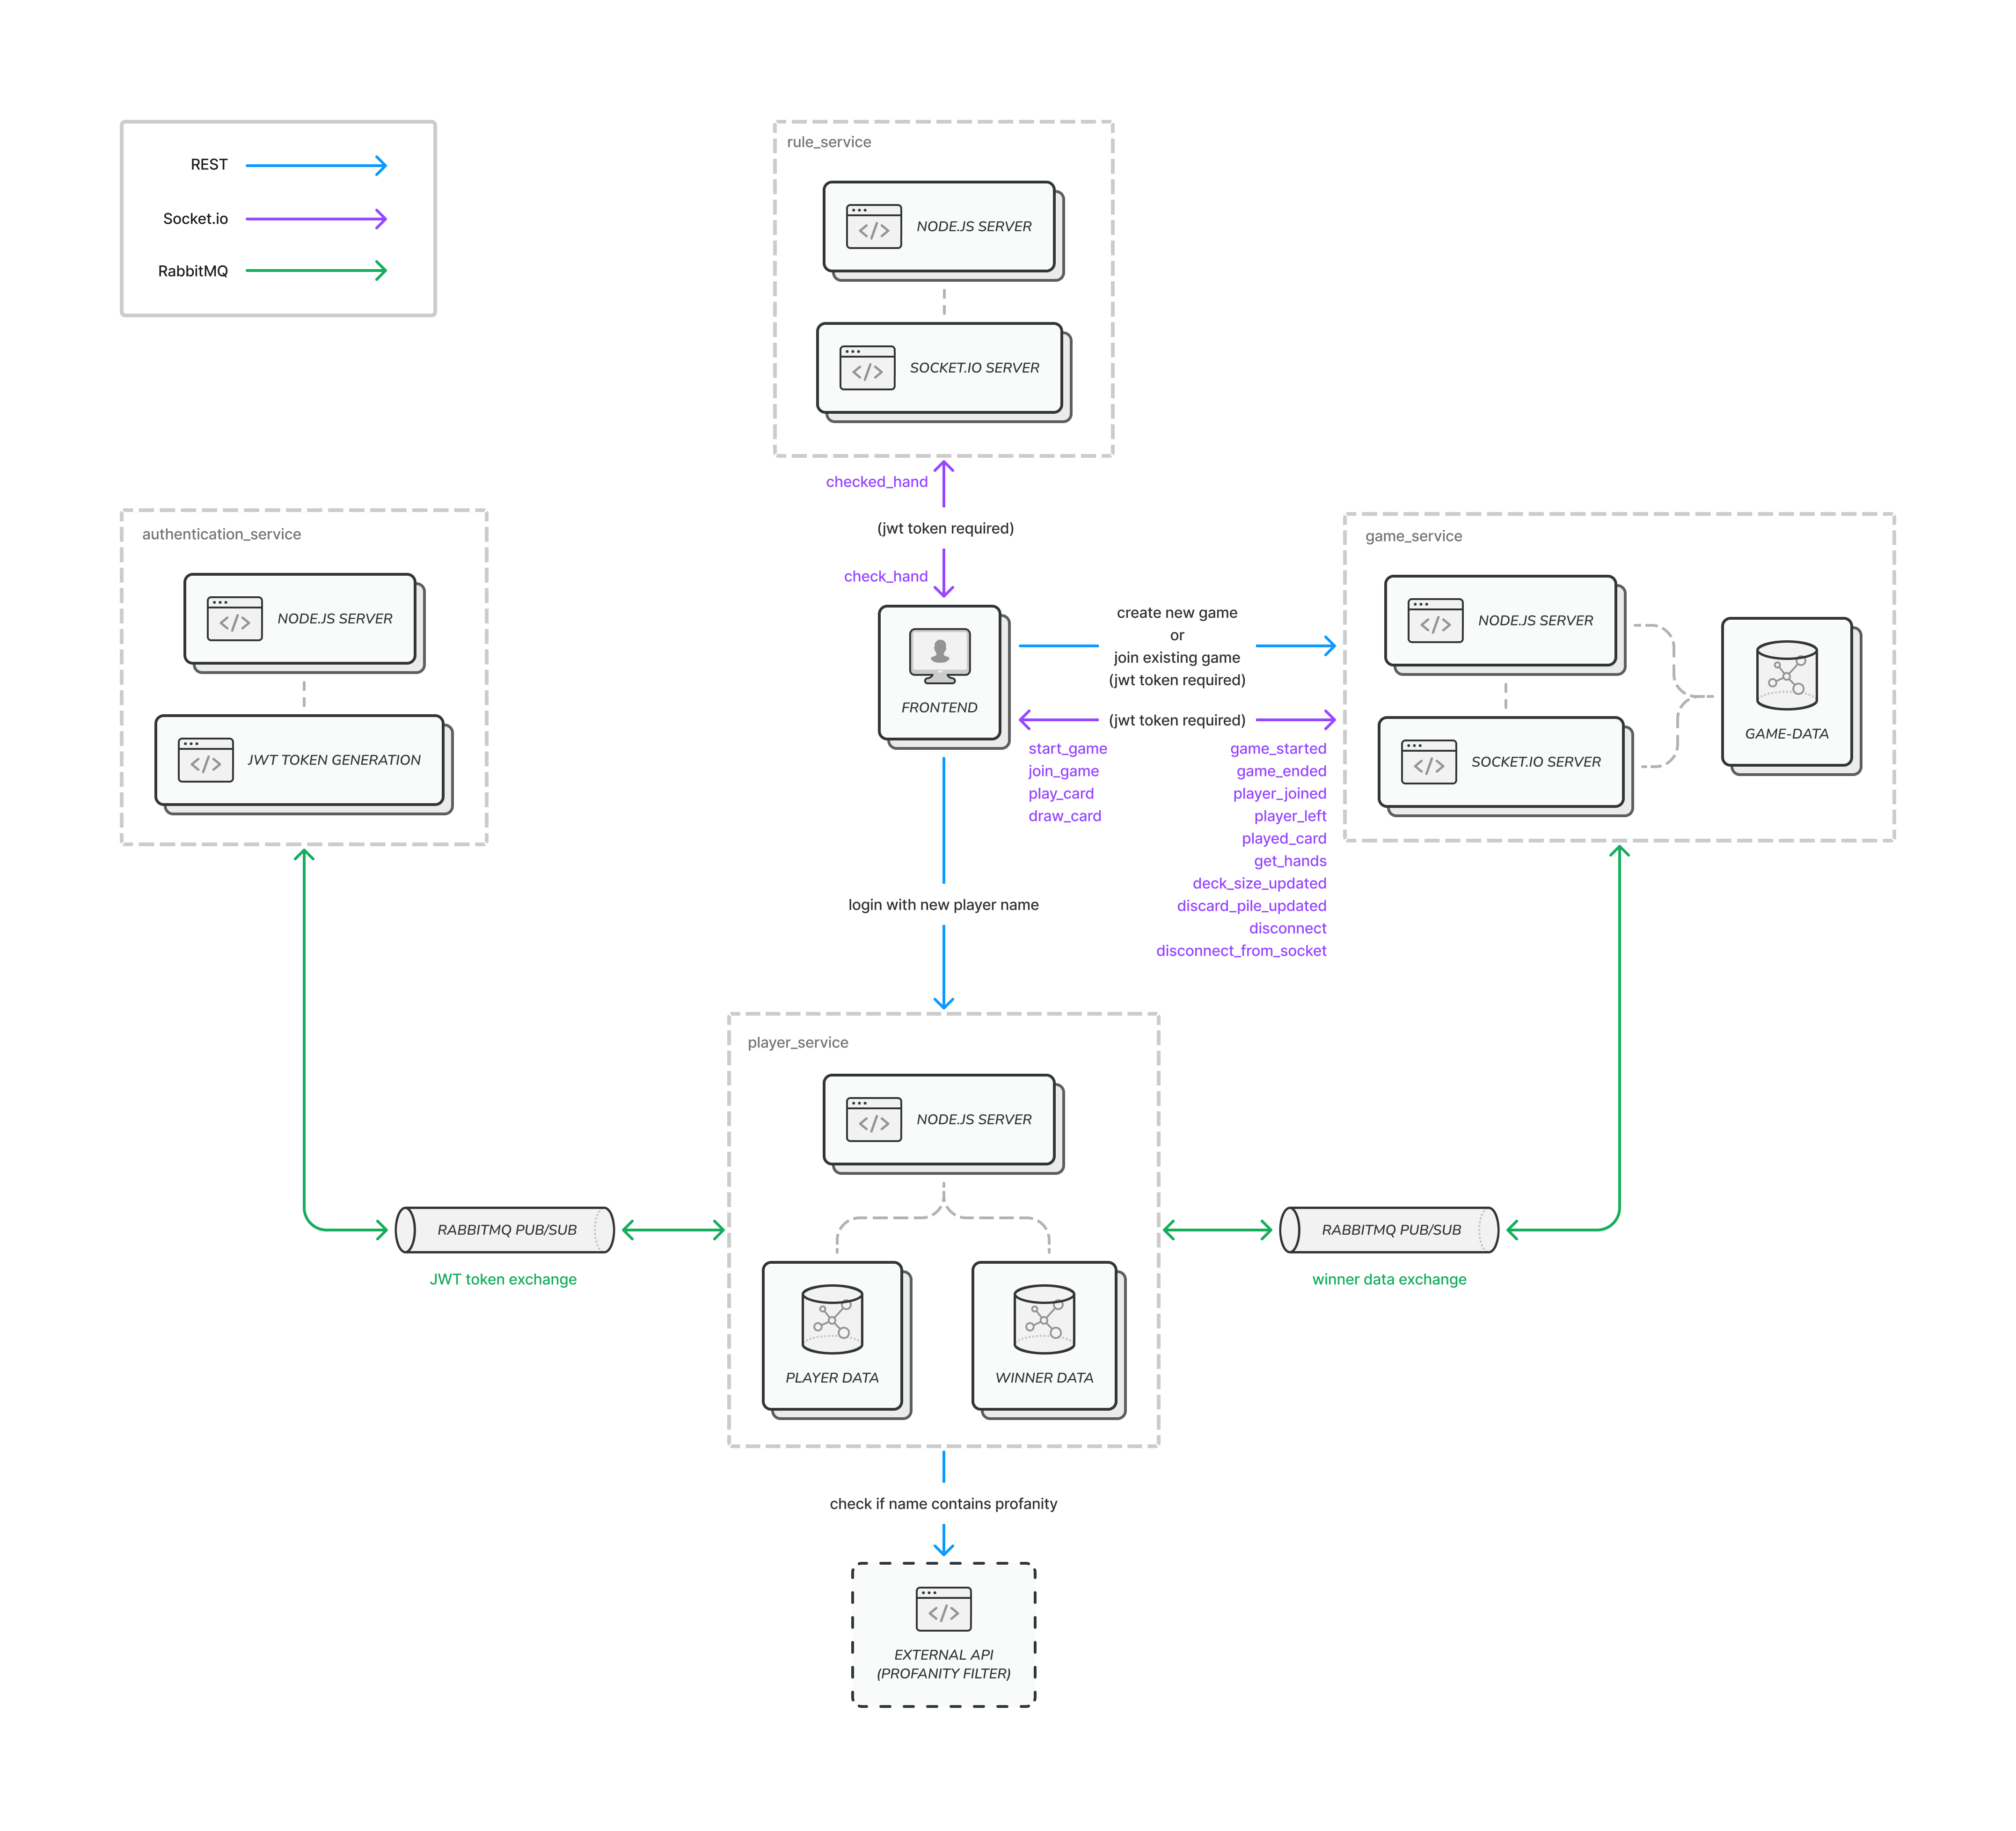 REST
Socket.io
RabbitMQ
rule_service
NODE.JS SERVER
SOCKET.IO SERVER
checked_hand
(jwt token required)
check_hand
authentication_service
NODE.JS SERVER
JWT TOKEN GENERATION
FRONTEND
create new game
or
join existing game
(jwt token required)
(jwt token required)
start_game
join_game
play_card
draw_card
game_started
game_ended
player_joined
player_left
played_card
get_hands
deck_size_updated
discard_pile_updated
disconnect
disconnect_from_socket
game_service
NODE.JS SERVER
SOCKET.IO SERVER
GAME-DATA
login with new player name
player_service
NODE.JS SERVER
PLAYER DATA
WINNER DATA
RABBITMQ PUB/SUB
JWT token exchange
RABBITMQ PUB/SUB
winner data exchange
check if name contains profanity
EXTERNAL API
(PROFANITY FILTER)